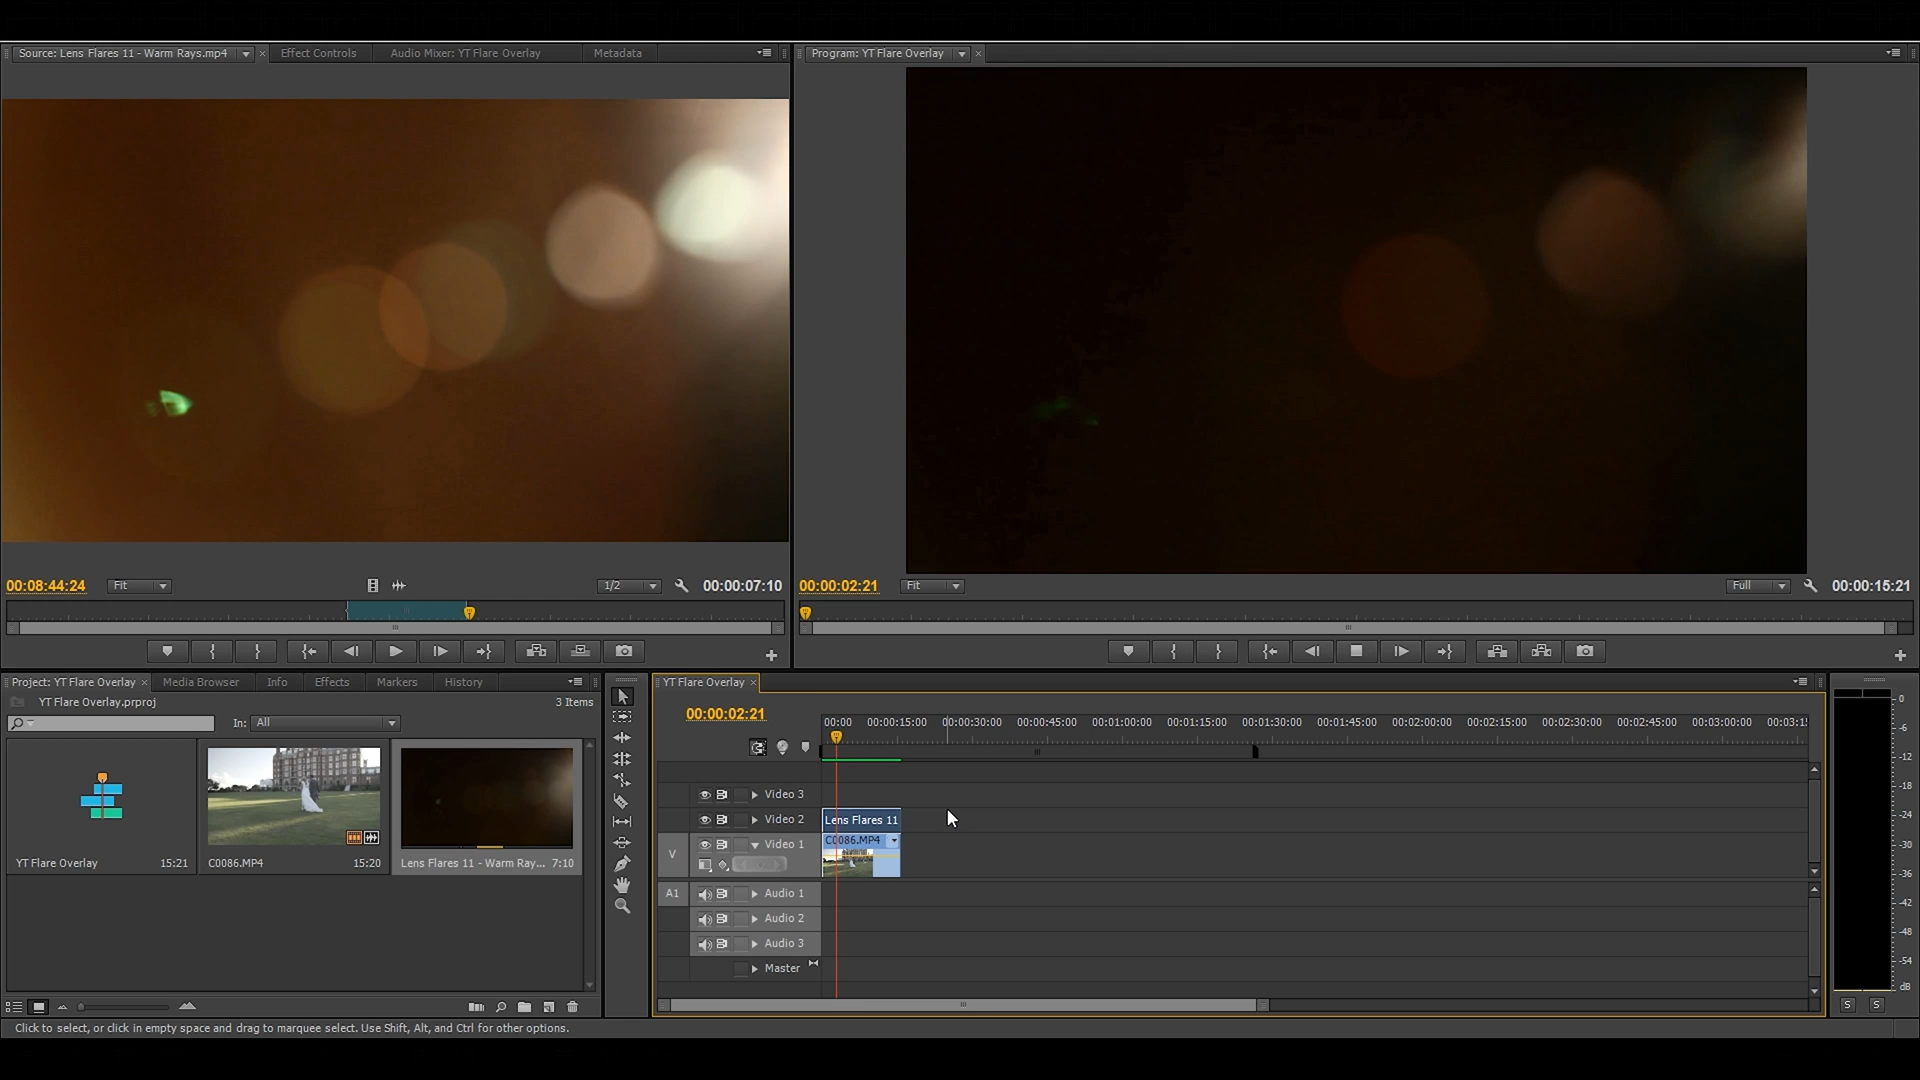 Source: Lens Flares 11 - Warm Rays.mp4
Effect Controls
Audio Mixer: YT Flare Overlay
Metadata
Program: YT Flare Overlay
00:08:44:24
Fit
1/2
00:00:07:10
00:00:02:21
Fit
Full
00:00:15:21
Project: YT Flare Overlay
Media Browser
Info
Effects
Markers
History
YT Flare Overlay.prproj
3 Items
In:
All
YT Flare Overlay
15:21
C0086.MP4
15:20
Lens Flares 11 - Warm Ray...
7:10
YT Flare Overlay
00:00:02:21
00:00
00:00:15:00
00:00:30:00
00:00:45:00
00:01:00:00
00:01:15:00
00:01:30:00
00:01:45:00
00:02:00:00
00:02:15:00
00:02:30:00
00:02:45:00
00:03:00:00
Video 3
Video 2
Lens Flares 11
V
Video 1
C0086.MP4
A1
Audio 1
Audio 2
Audio 3
Master
0
-6
-12
-18
-24
-30
-36
-42
-48
-54
dB
S
S
Click to select, or click in empty space and drag to marquee select. Use Shift, Alt, and Ctrl for other options.